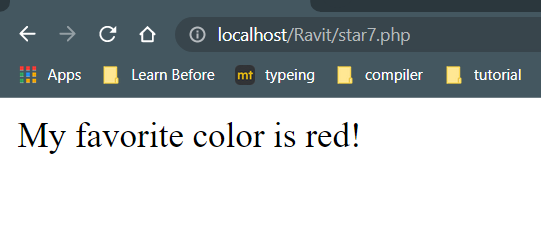 localhost/Ravit/star7.php
Apps Learn Before mt typeing compiler tutorial
My favorite color is red!